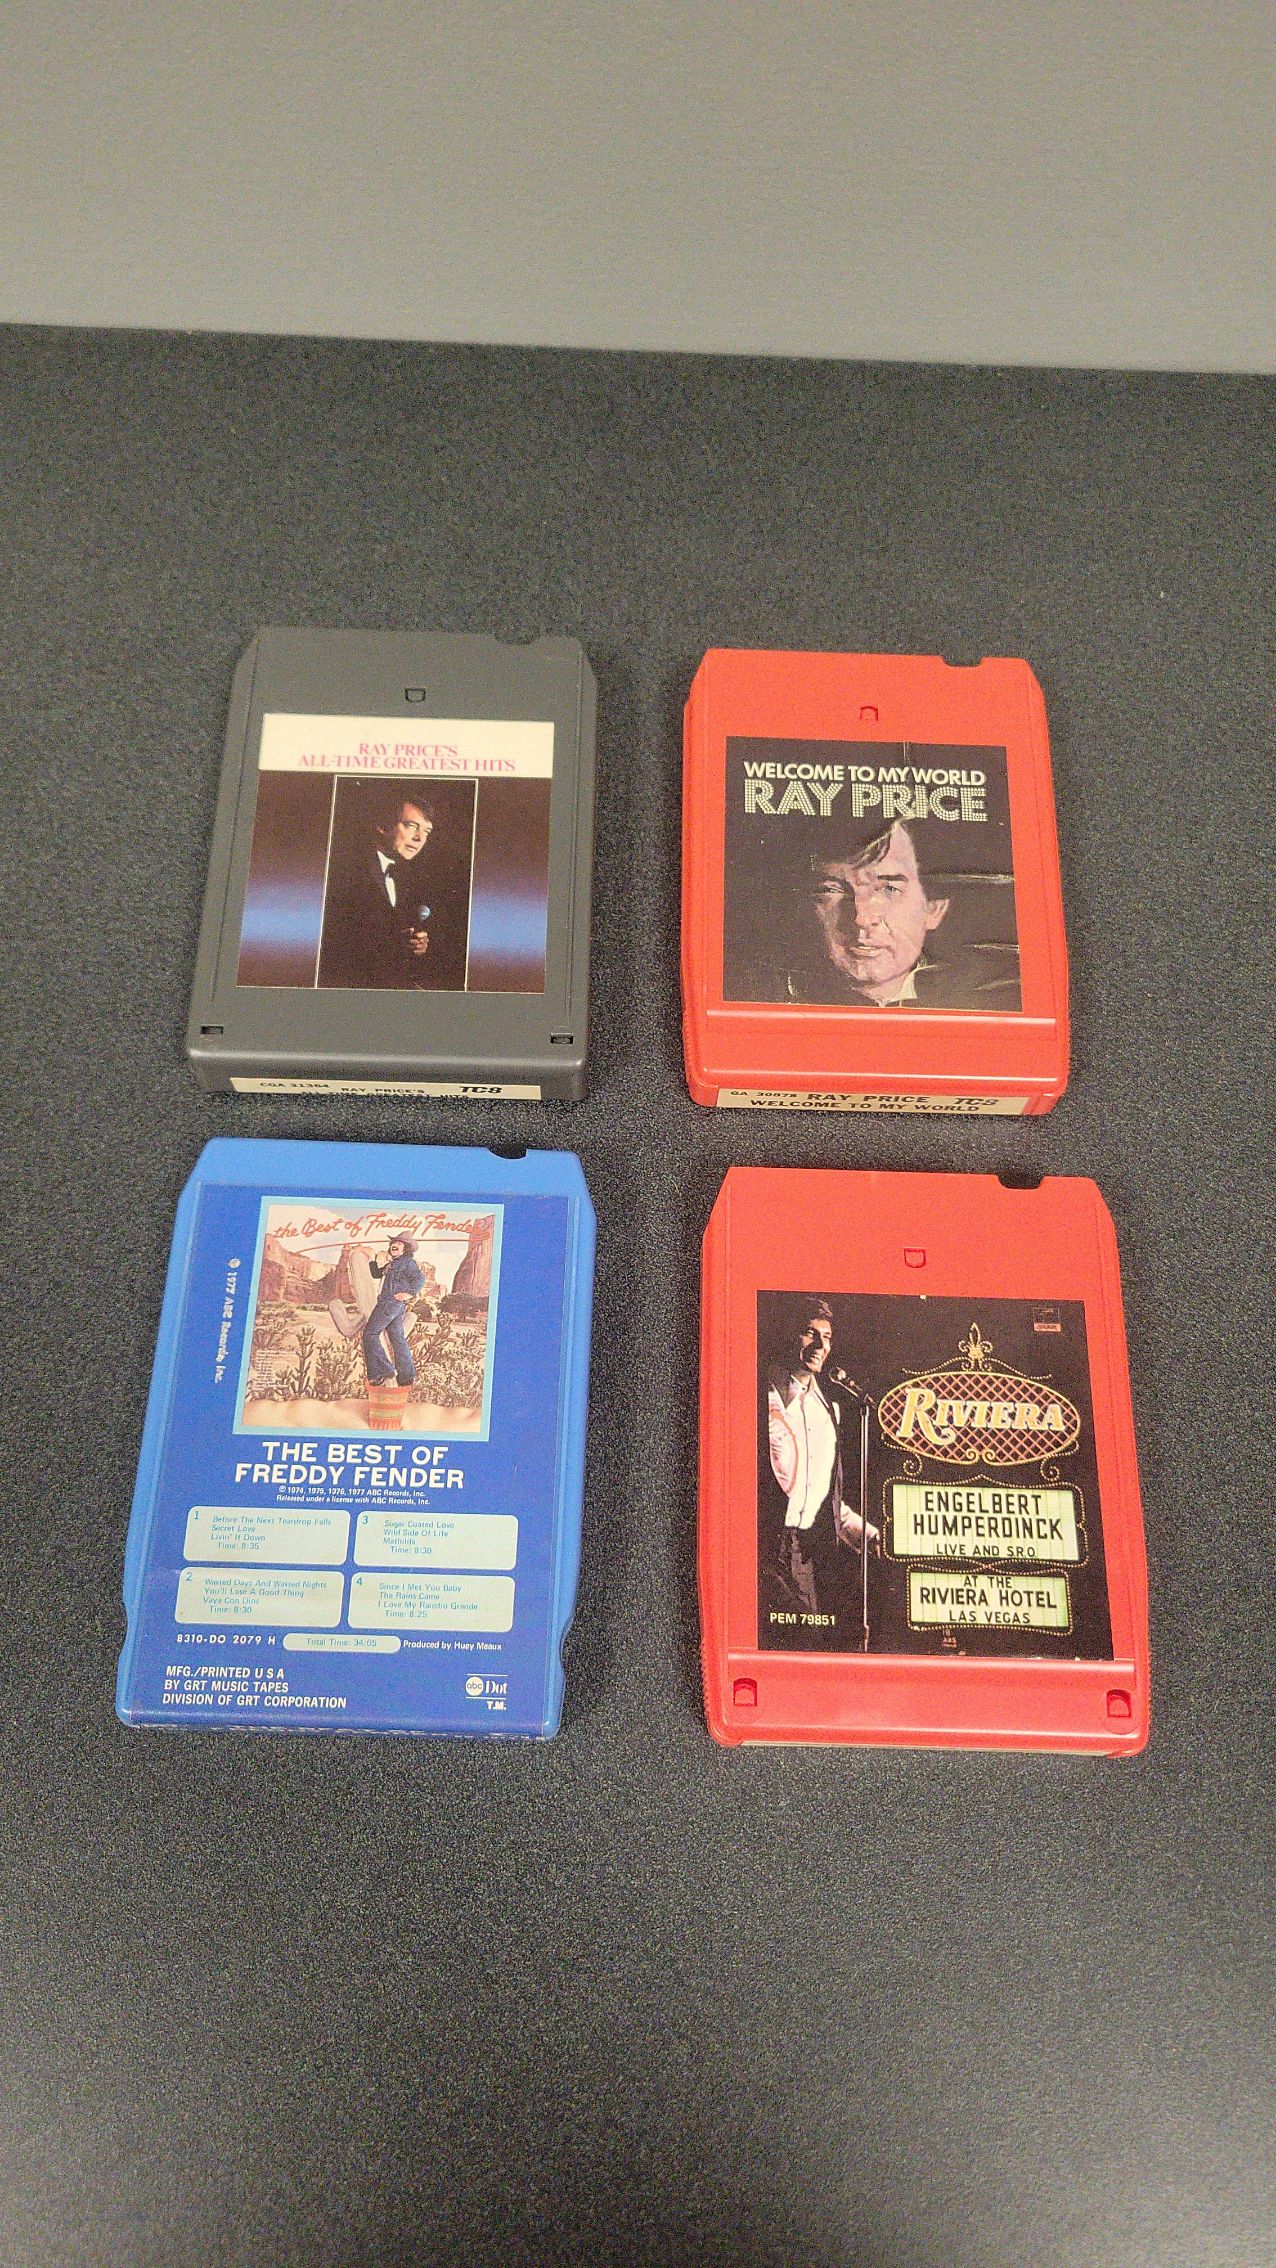 RAY PRICE'S
ALL-TIME GREATEST HITS
CGA 31364 RAY PRICE'S TC8
WELCOME TO MY WORLD
RAY PRICE
GA 30878 RAY PRICE TC8
WELCOME TO MY WORLD
the Best of Freddy Fender
℗ 1977 ABC Records, Inc.
THE BEST OF
FREDDY FENDER
℗ 1974, 1975, 1976, 1977 ABC Records, Inc.
Released under a license with ABC Records, Inc.
1 Before The Next Teardrop Falls
Secret Love
Livin' It Down
Time: 8:35
3 Sugar Coated Love
Wild Side Of Life
Mathilda
Time: 8:30
2 Wasted Days And Wasted Nights
You'll Lose A Good Thing
Vaya Con Dios
Time: 8:30
4 Since I Met You Baby
The Rains Came
I Love My Rancho Grande
Time: 8:25
8310-DO 2079 H Total Time: 34:05 Produced by Huey Meaux
MFG./PRINTED U S A
BY GRT MUSIC TAPES
DIVISION OF GRT CORPORATION
abc Dot
T.M.
RIVIERA
ENGELBERT
HUMPERDINCK
LIVE AND S.R.O.
AT THE
RIVIERA HOTEL
LAS VEGAS
PEM 79851